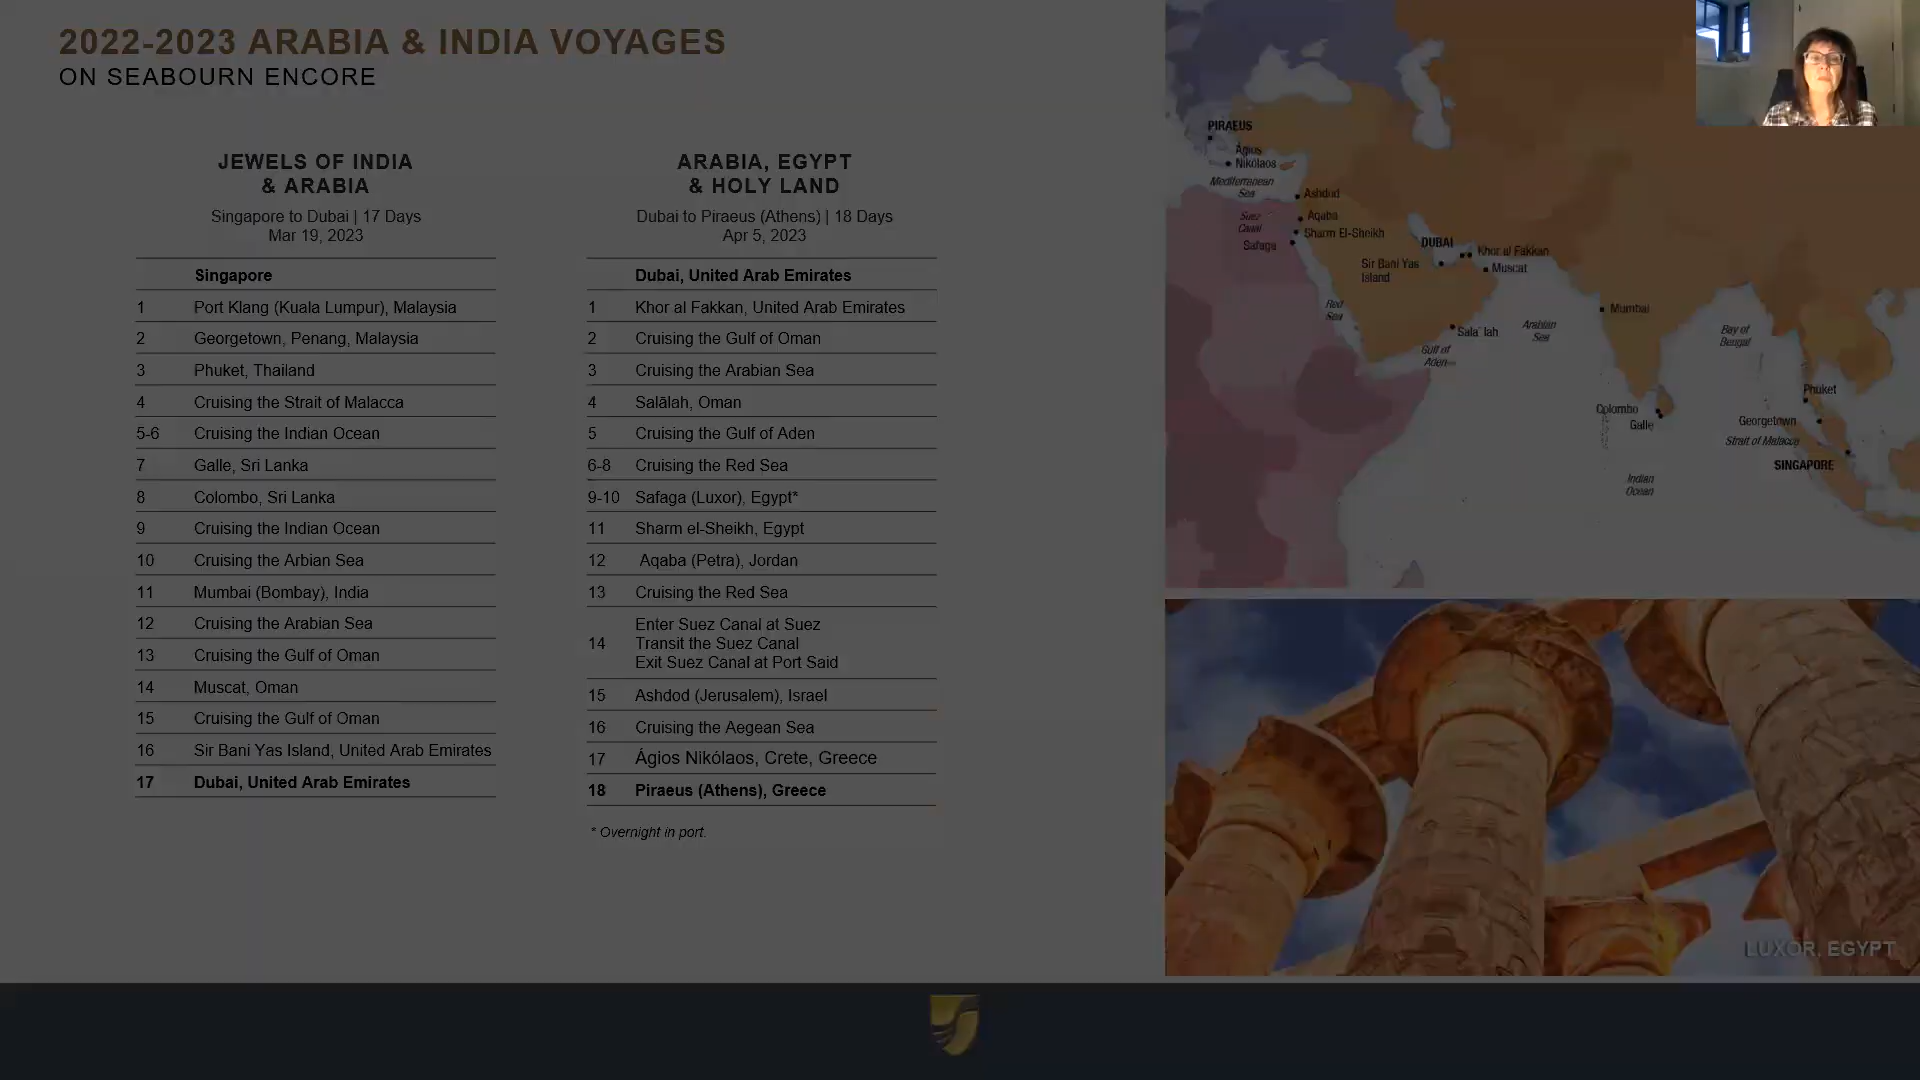 2022-2023 ARABIA & INDIA VOYAGES
ON SEABOURN ENCORE
JEWELS OF INDIA
& ARABIA
Singapore to Dubai | 17 Days
Mar 19, 2023
Singapore
1 Port Klang (Kuala Lumpur), Malaysia
2 Georgetown, Penang, Malaysia
3 Phuket, Thailand
4 Cruising the Strait of Malacca
5-6 Cruising the Indian Ocean
7 Galle, Sri Lanka
8 Colombo, Sri Lanka
9 Cruising the Indian Ocean
10 Cruising the Arbian Sea
11 Mumbai (Bombay), India
12 Cruising the Arabian Sea
13 Cruising the Gulf of Oman
14 Muscat, Oman
15 Cruising the Gulf of Oman
16 Sir Bani Yas Island, United Arab Emirates
17 Dubai, United Arab Emirates
ARABIA, EGYPT
& HOLY LAND
Dubai to Piraeus (Athens) | 18 Days
Apr 5, 2023
Dubai, United Arab Emirates
1 Khor al Fakkan, United Arab Emirates
2 Cruising the Gulf of Oman
3 Cruising the Arabian Sea
4 Salālah, Oman
5 Cruising the Gulf of Aden
6-8 Cruising the Red Sea
9-10 Safaga (Luxor), Egypt*
11 Sharm el-Sheikh, Egypt
12 Aqaba (Petra), Jordan
13 Cruising the Red Sea
Enter Suez Canal at Suez
14 Transit the Suez Canal
Exit Suez Canal at Port Said
15 Ashdod (Jerusalem), Israel
16 Cruising the Aegean Sea
17 Ágios Nikólaos, Crete, Greece
18 Piraeus (Athens), Greece
* Overnight in port.
PIRAEUS
Ágios
Nikólaos
Mediterranean
Sea
Ashdod
Suez
Canal
Aqaba
Sharm El-Sheikh
Safaga
DUBAI
Khor al Fakkan
Sir Bani Yas
Island
Muscat
Red
Sea
Mumbai
Sala¯lah
Arabian
Sea
Bay of
Bengal
Gulf of
Aden
Phuket
Colombo
Galle
Georgetown
Strait of Malacca
SINGAPORE
Indian
Ocean
LUXOR, EGYPT